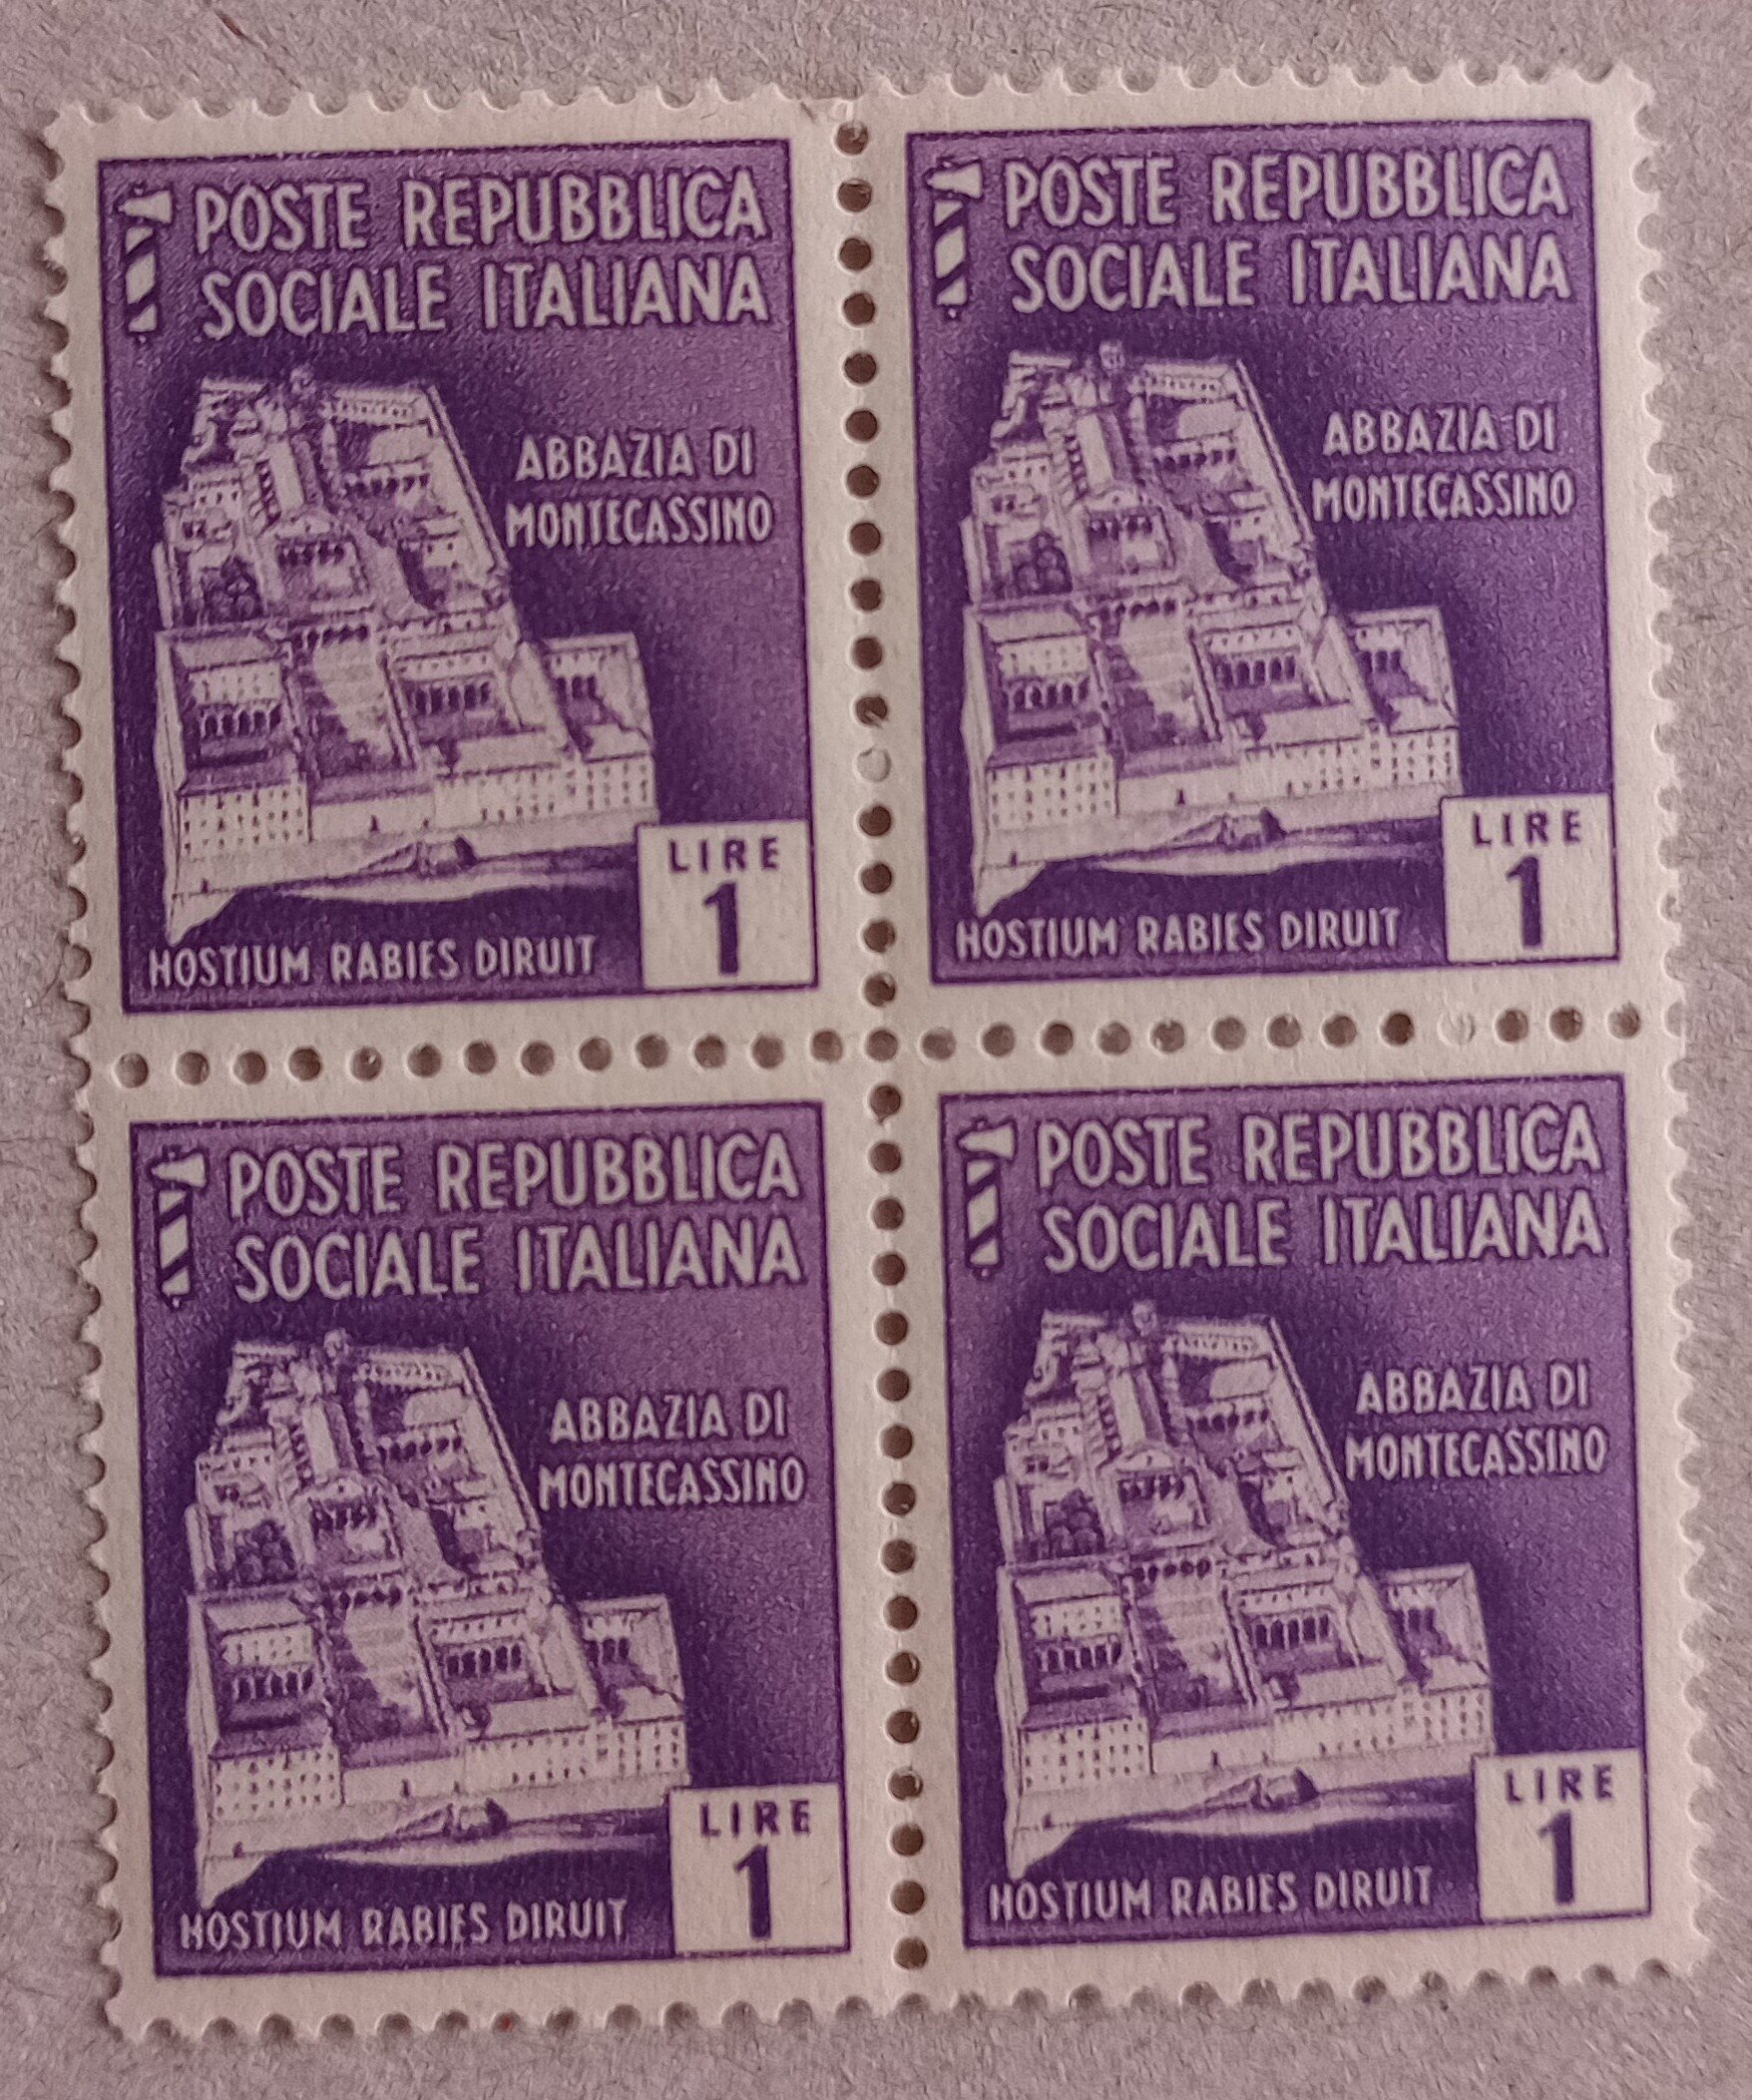 POSTE REPUBBLICA
SOCIALE ITALIANA
ABBAZIA DI
MONTECASSINO
LIRE
1
HOSTIUM RABIES DIRUIT
POSTE REPUBBLICA
SOCIALE ITALIANA
ABBAZIA DI
MONTECASSINO
LIRE
1
HOSTIUM RABIES DIRUIT
POSTE REPUBBLICA
SOCIALE ITALIANA
ABBAZIA DI
MONTECASSINO
LIRE
1
HOSTIUM RABIES DIRUIT
POSTE REPUBBLICA
SOCIALE ITALIANA
ABBAZIA DI
MONTECASSINO
LIRE
1
HOSTIUM RABIES DIRUIT